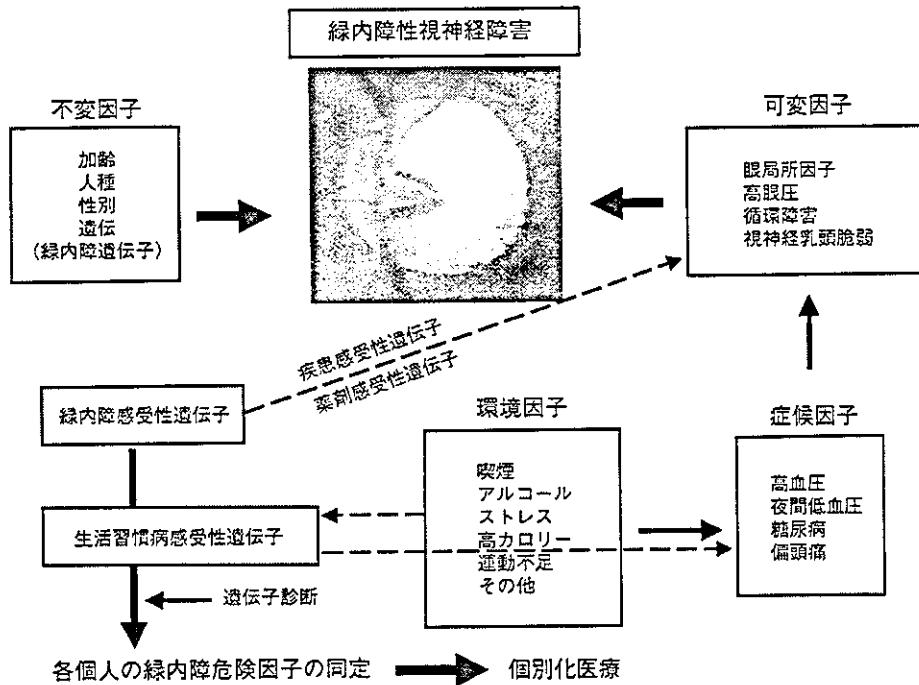 緑内障性視神経障害
不変因子
加齢
人種
性別
遺伝
(緑内障遺伝子)
可変因子
眼局所因子
高眼圧
循環障害
視神経乳頭脆弱
疾患感受性遺伝子
薬剤感受性遺伝子
緑内障感受性遺伝子
生活習慣病感受性遺伝子
環境因子
喫煙
アルコール
ストレス
高カロリー
運動不足
その他
症候因子
高血圧
夜間低血圧
糖尿病
偏頭痛
遺伝子診断
各個人の緑内障危険因子の同定
個別化医療